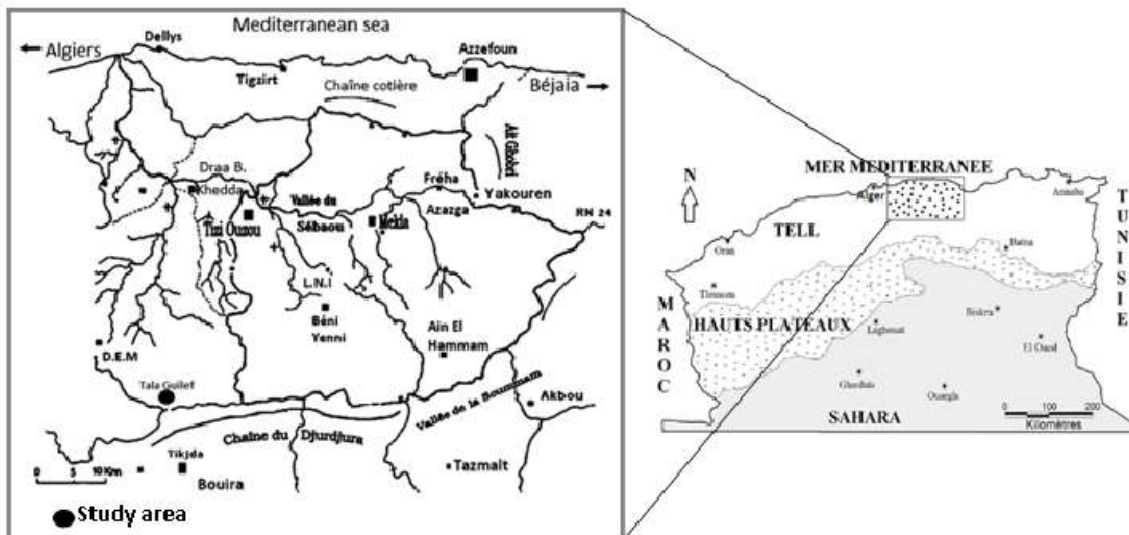 Mediterranean sea
Algiers
Dellys
Tigzirt
Azzefoun
Chaîne cotière
Béjaia
Aït Ghobri
Draa B.
Khedda
Tizi Ouzou
Vallée du
Sébaou
Mekla
Fréha
Yakouren
Azazga
RN 24
L.N.I
Béni
Yenni
Ain El
Hammam
D.E.M
Tala Guilef
Chaîne du Djurdjura
Vallée de la Soummam
Akbou
Tikjda
Bouira
Tazmalt
0 5 10 Km
Study area
N
MER MEDITERRANEE
Alger
Annaba
TUNISIE
TELL
Oran
Batna
Tlemcen
HAUTS PLATEAUX
MAROC
Laghouat
Biskra
El Oued
Ghardaia
Ouargla
SAHARA
0 100 200
Kilomètres